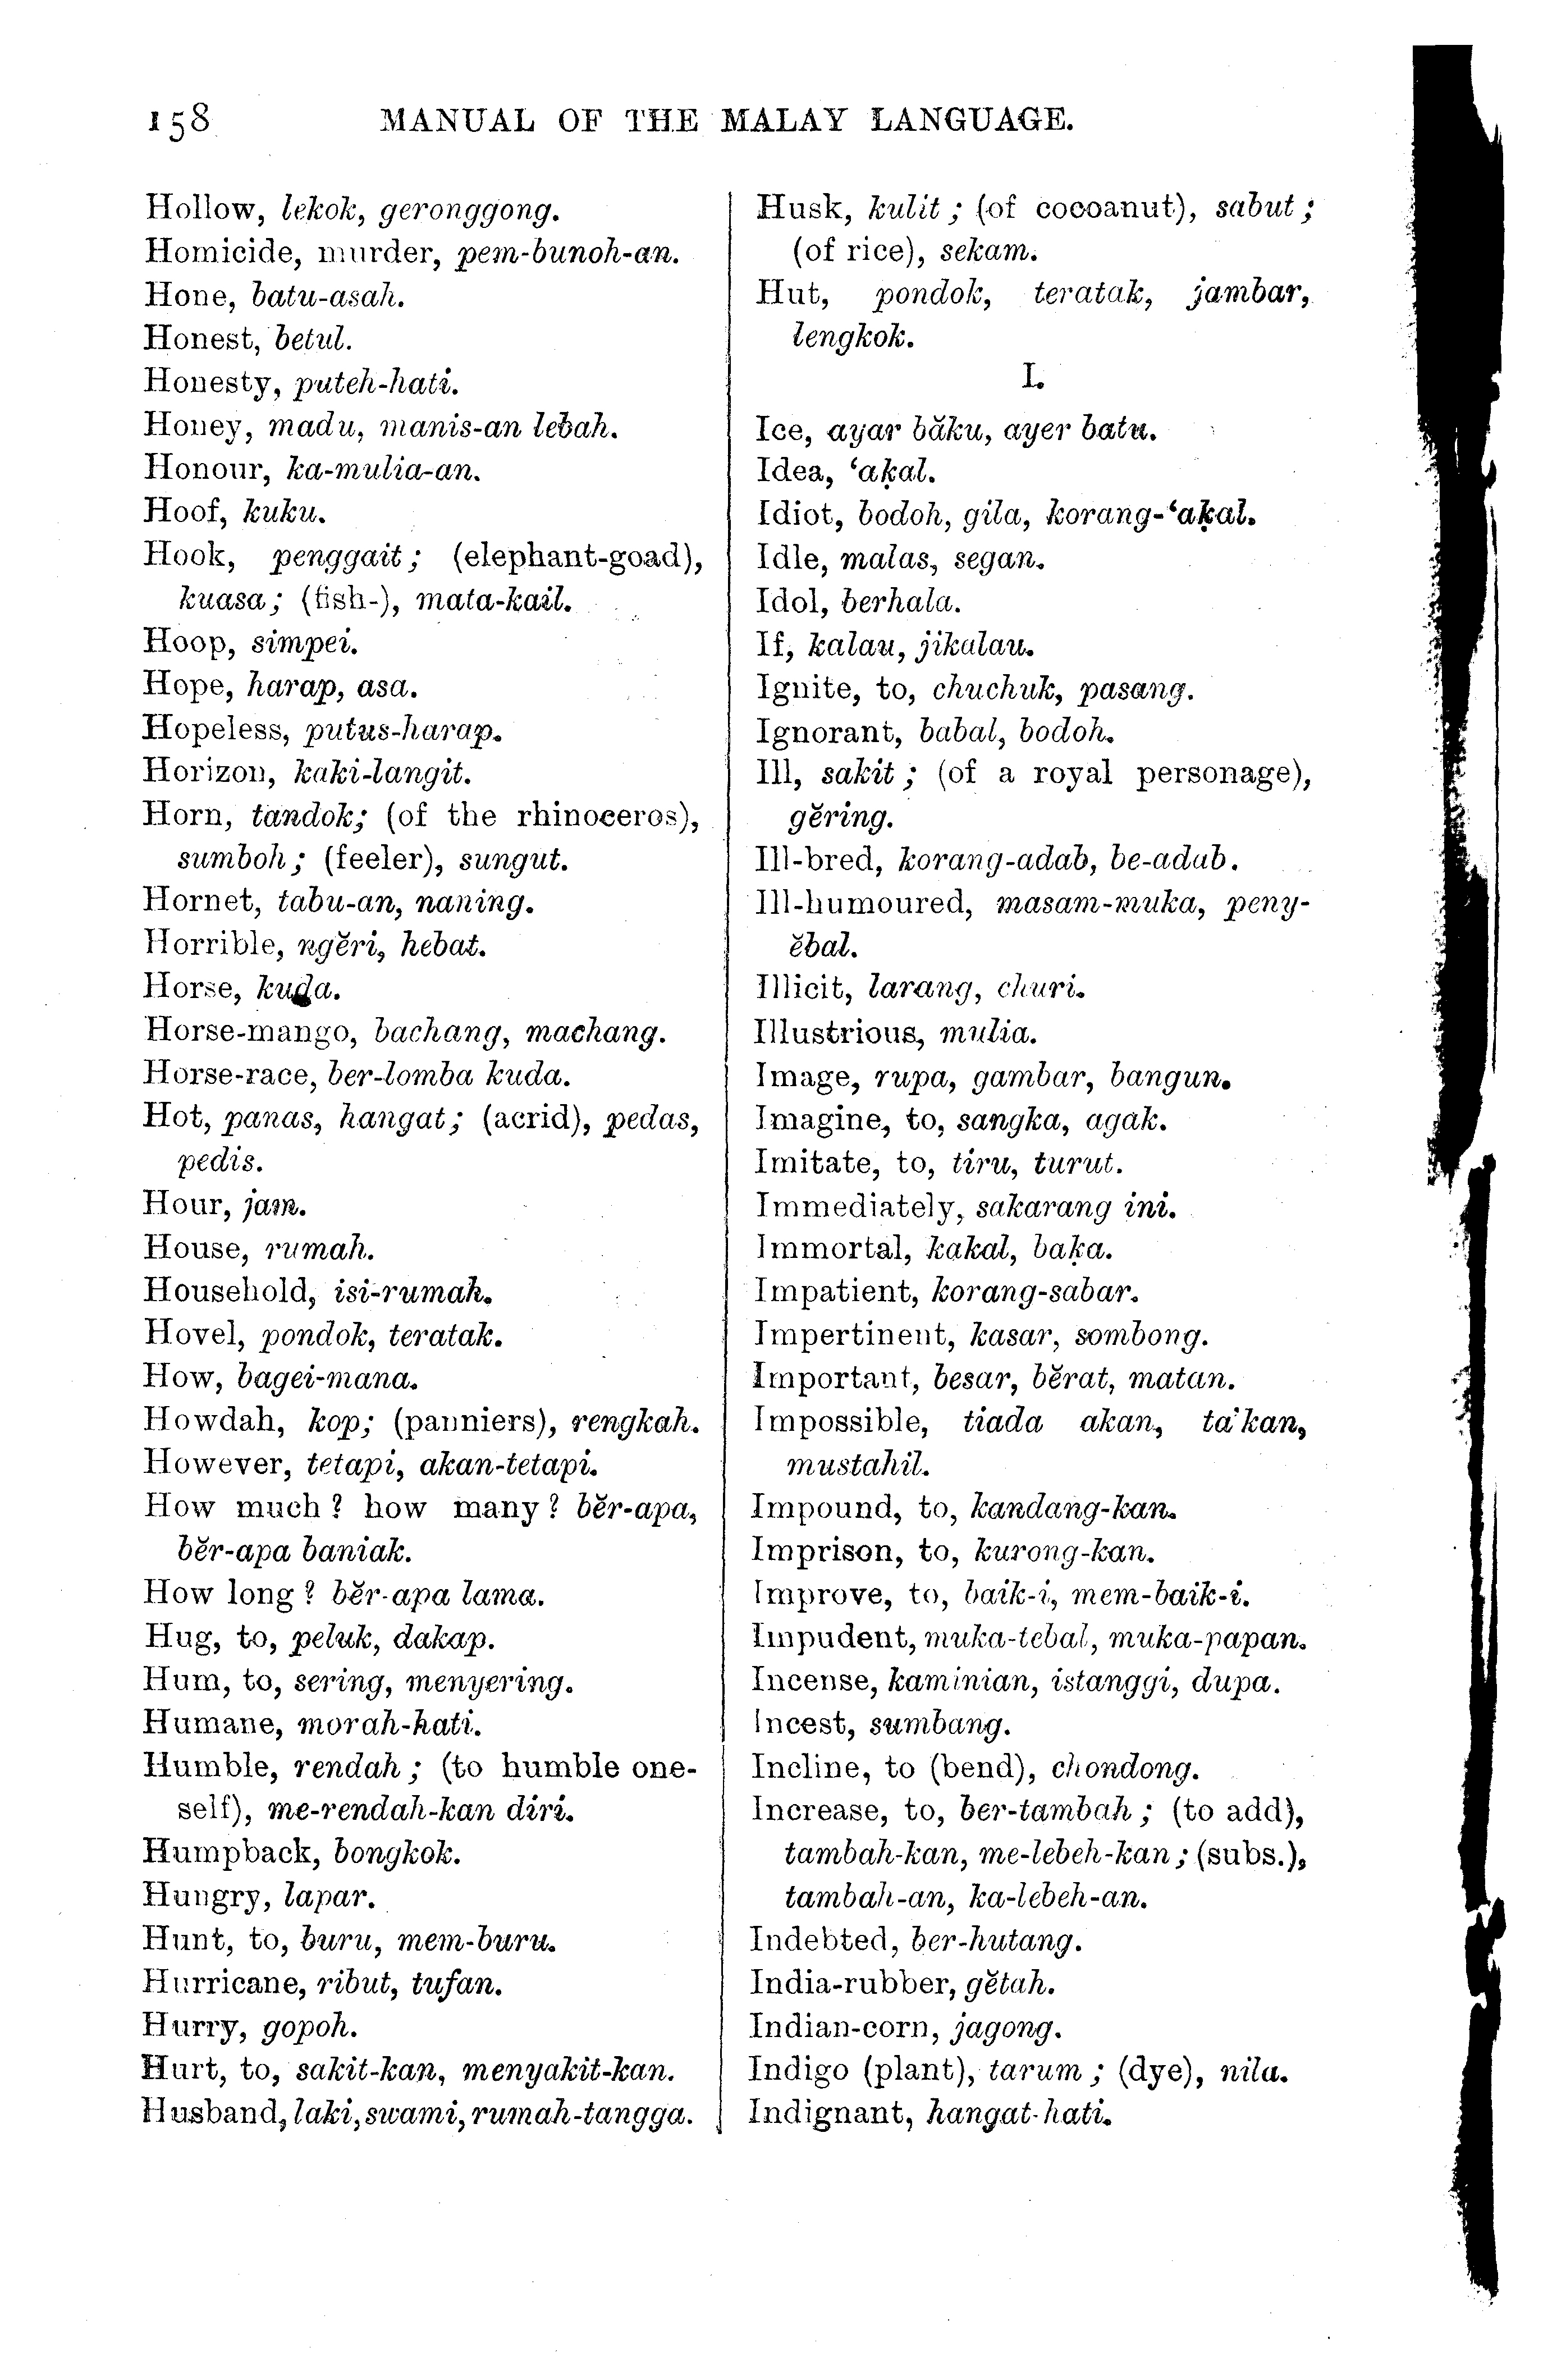 158 MANUAL OF THE MALAY LANGUAGE.
Hollow, lekok, geronggong.
Homicide, murder, pem-bunoh-an.
Hone, batu-asah.
Honest, betul.
Honesty, puteh-hati.
Honey, madu, manis-an lebah.
Honour, ka-mulia-an.
Hoof, kuku.
Hook, penggait; (elephant-goad),
kuasa; (fish-), mata-kail.
Hoop, simpei.
Hope, harap, asa.
Hopeless, putus-harap.
Horizon, kaki-langit.
Horn, tandok; (of the rhinoceros),
sumboh; (feeler), sungut.
Hornet, tabu-an, naning.
Horrible, ngĕri, hebat.
Horse, kuda.
Horse-mango, bachang, machang.
Horse-race, ber-lomba kuda.
Hot, panas, hangat; (acrid), pedas,
pedis.
Hour, jam.
House, rumah.
Household, isi-rumah.
Hovel, pondok, teratak.
How, bagei-mana.
Howdah, kop; (panniers), rengkah.
However, tetapi, akan-tetapi.
How much? how many? bĕr-apa,
bĕr-apa baniak.
How long? bĕr-apa lama.
Hug, to, peluk, dakap.
Hum, to, sering, menyering.
Humane, morah-hati.
Humble, rendah; (to humble one-
self), me-rendah-kan diri.
Humpback, bongkok.
Hungry, lapar.
Hunt, to, buru, mem-buru.
Hurricane, ribut, tufan.
Hurry, gopoh.
Hurt, to, sakit-kan, menyakit-kan.
Husband, laki, swami, rumah-tangga.
Husk, kulit; (of cocoanut), sabut;
(of rice), sekam.
Hut, pondok, teratak, jambar,
lengkok.
I.
Ice, ayar băku, ayer batu.
Idea, ‘aḳal.
Idiot, bodoh, gila, korang-‘aḳal.
Idle, malas, segan.
Idol, berhala.
If, kalau, jikalau.
Ignite, to, chuchuk, pasang.
Ignorant, babal, bodoh.
Ill, sakit; (of a royal personage),
gĕring.
Ill-bred, korang-adab, be-adab.
Ill-humoured, masam-muka, peny-
ĕbal.
Illicit, larang, churi.
Illustrious, mulia.
Image, rupa, gambar, bangun.
Imagine, to, sangka, agak.
Imitate, to, tiru, turut.
Immediately, sakarang ini.
Immortal, kakal, baḳa.
Impatient, korang-sabar.
Impertinent, kasar, sombong.
Important, besar, bĕrat, matan.
Impossible, tiada akan, ta'kan,
mustahil.
Impound, to, kandang-kan.
Imprison, to, kurong-kan.
Improve, to, baik-i, mem-baik-i.
Impudent, muka-tebal, muka-papan.
Incense, kaminian, istanggi, dupa.
Incest, sumbang.
Incline, to (bend), chondong.
Increase, to, ber-tambah; (to add),
tambah-kan, me-lebeh-kan; (subs.),
tambah-an, ka-lebeh-an.
Indebted, ber-hutang.
India-rubber, gĕtah.
Indian-corn, jagong.
Indigo (plant), tarum; (dye), nila.
Indignant, hangat-hati.